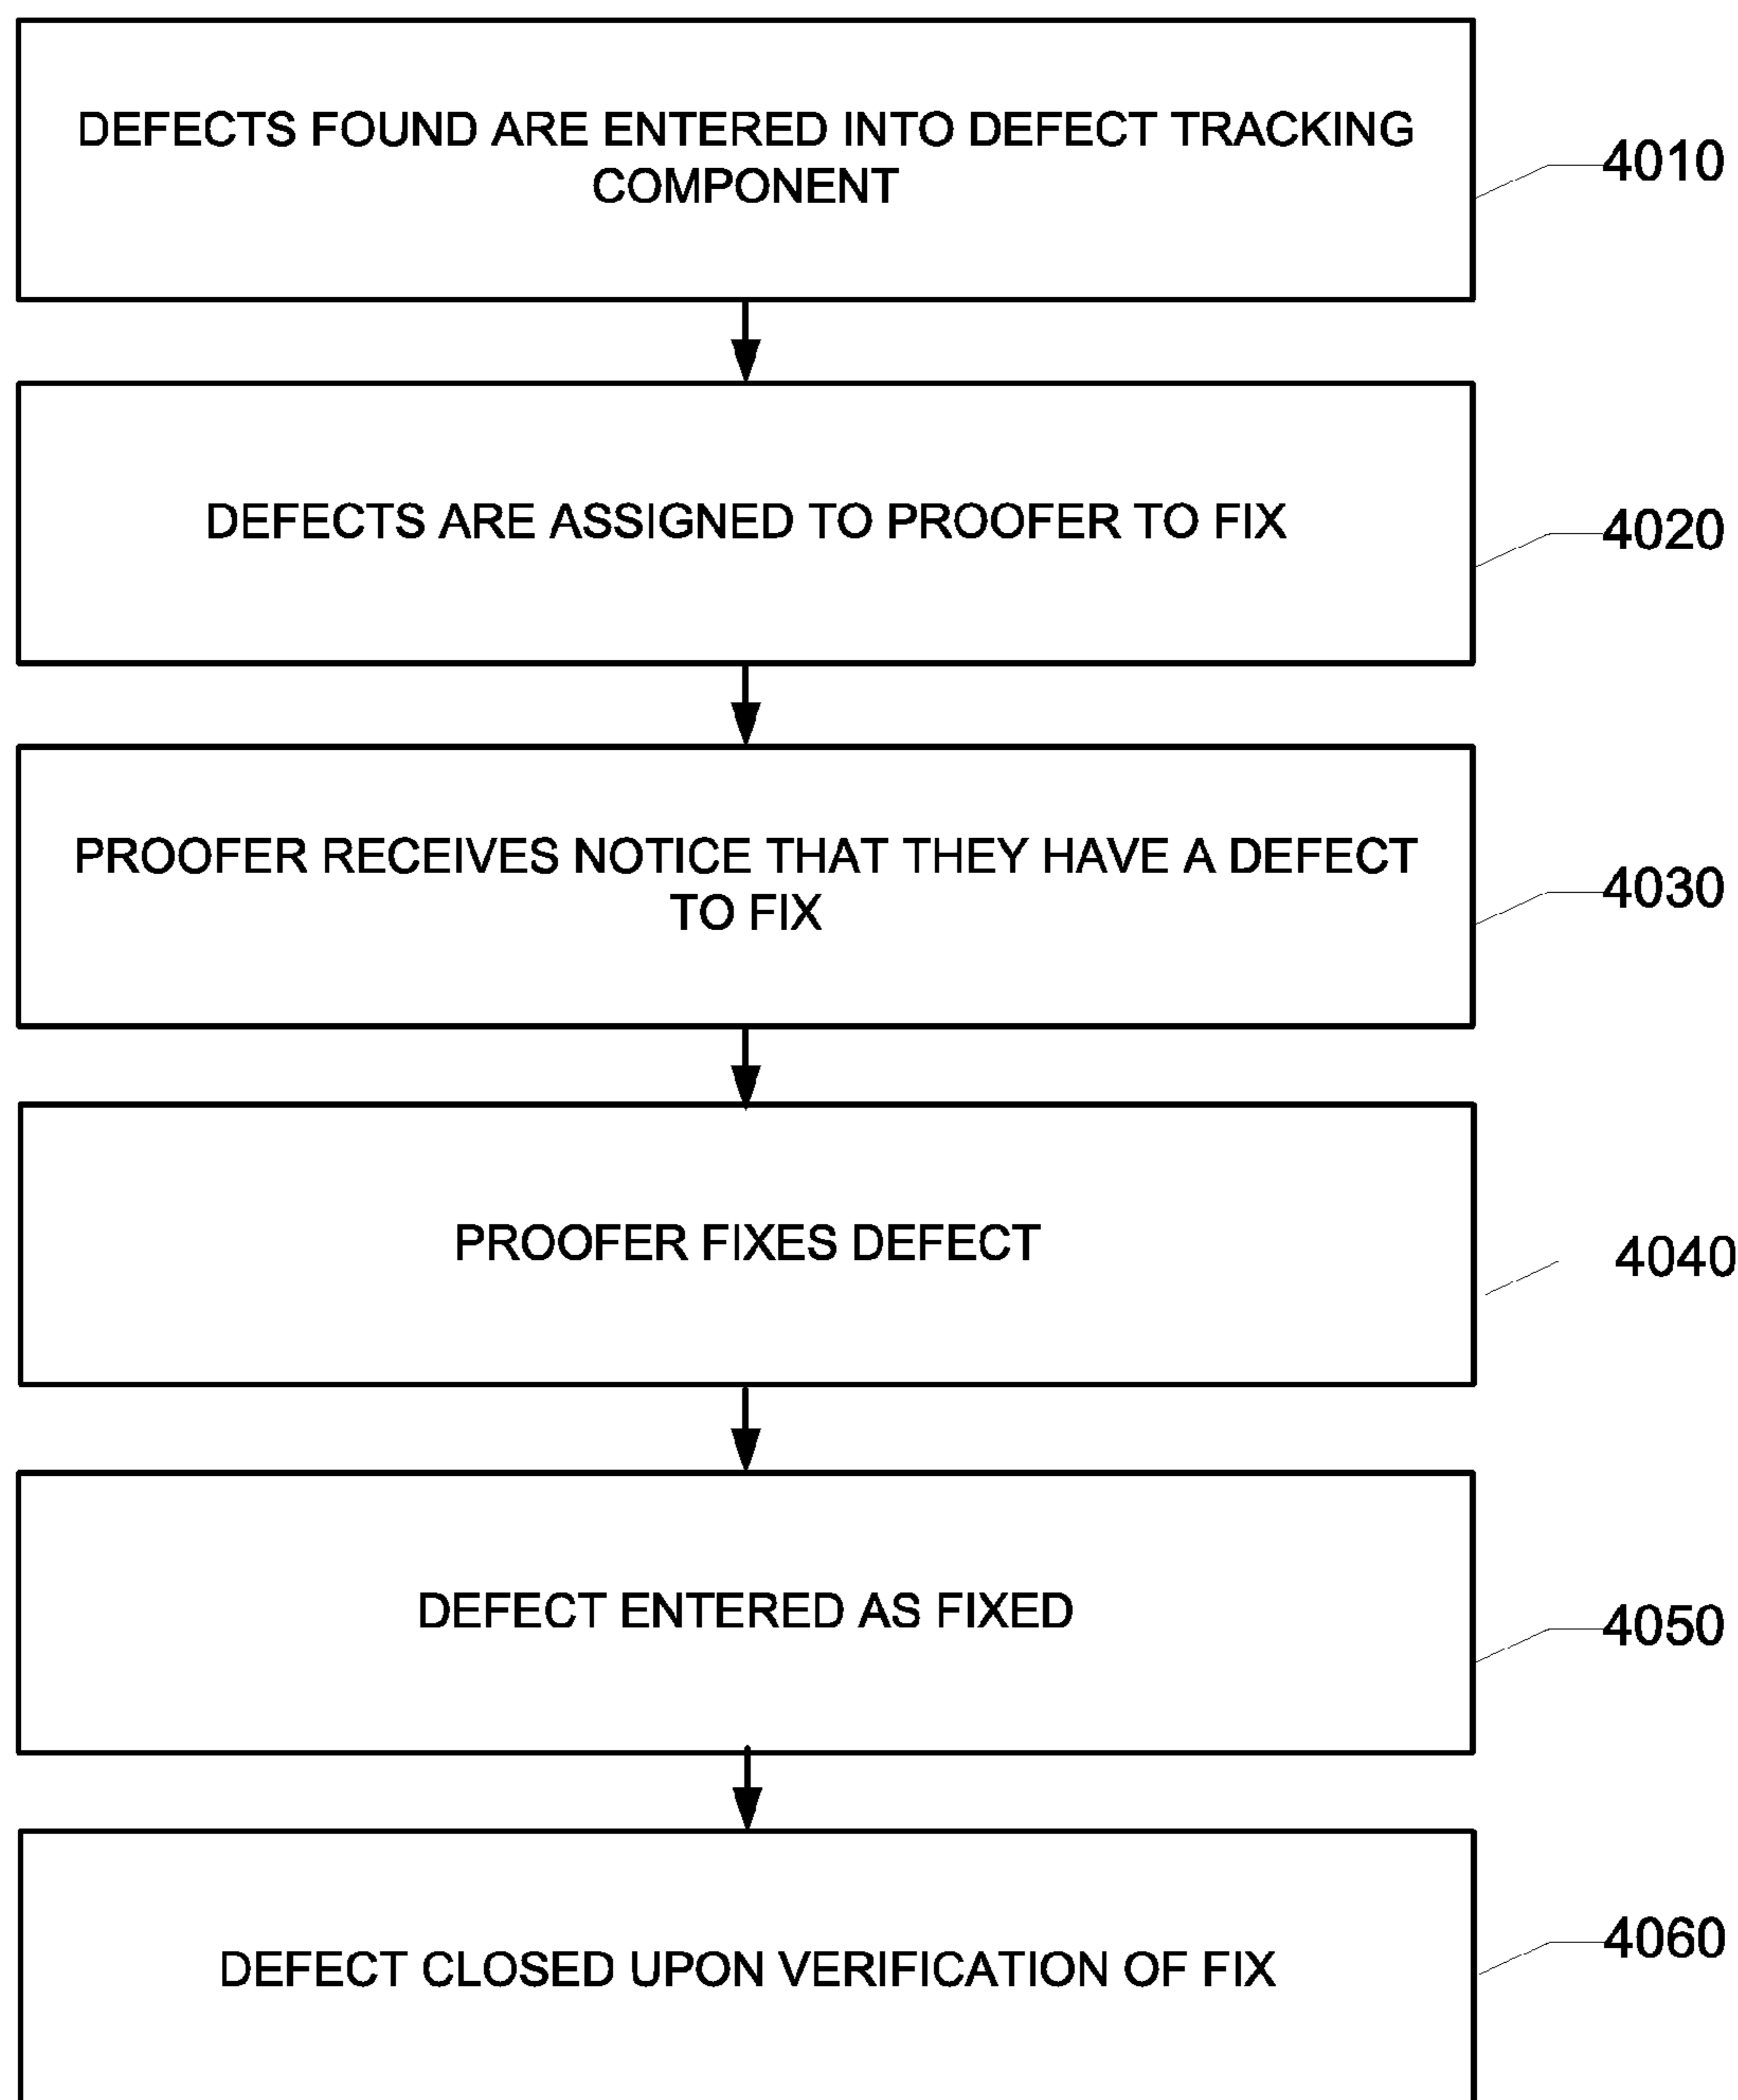 DEFECTS FOUND ARE ENTERED INTO DEFECT TRACKING
COMPONENT
4010
DEFECTS ARE ASSIGNED TO PROOFER TO FIX
4020
PROOFER RECEIVES NOTICE THAT THEY HAVE A DEFECT
TO FIX
4030
PROOFER FIXES DEFECT
4040
DEFECT ENTERED AS FIXED
4050
DEFECT CLOSED UPON VERIFICATION OF FIX
4060